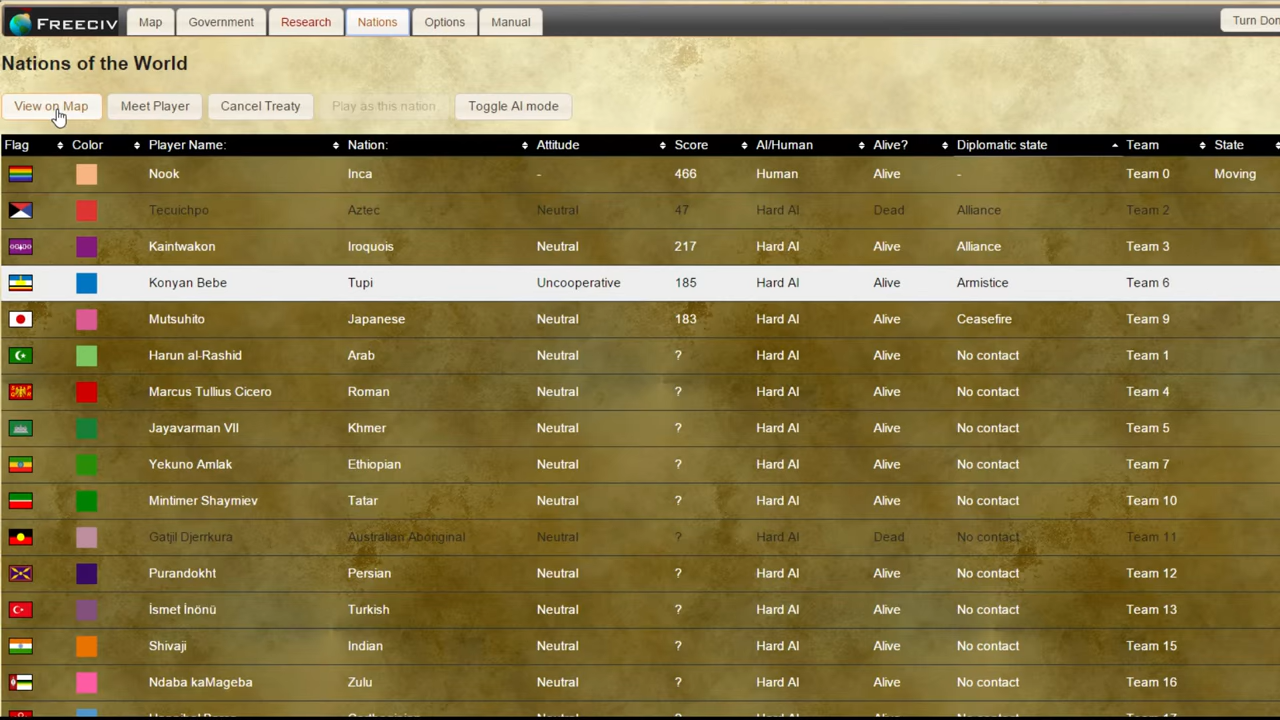 FREECIV Map Government Research Nations Options Manual Turn Don
Nations of the World
View on Map Meet Player Cancel Treaty Play as this nation Toggle AI mode
Flag Color Player Name: Nation: Attitude Score AI/Human Alive? Diplomatic state Team State
Nook Inca - 466 Human Alive - Team 0 Moving
Tecuichpo Aztec Neutral 47 Hard AI Dead Alliance Team 2
Kaintwakon Iroquois Neutral 217 Hard AI Alive Alliance Team 3
Konyan Bebe Tupi Uncooperative 185 Hard AI Alive Armistice Team 6
Mutsuhito Japanese Neutral 183 Hard AI Alive Ceasefire Team 9
Harun al-Rashid Arab Neutral ? Hard AI Alive No contact Team 1
Marcus Tullius Cicero Roman Neutral ? Hard AI Alive No contact Team 4
Jayavarman VII Khmer Neutral ? Hard AI Alive No contact Team 5
Yekuno Amlak Ethiopian Neutral ? Hard AI Alive No contact Team 7
Mintimer Shaymiev Tatar Neutral ? Hard AI Alive No contact Team 10
Gatjil Djerrkura Australian Aboriginal Neutral ? Hard AI Dead No contact Team 11
Purandokht Persian Neutral ? Hard AI Alive No contact Team 12
İsmet İnönü Turkish Neutral ? Hard AI Alive No contact Team 13
Shivaji Indian Neutral ? Hard AI Alive No contact Team 15
Ndaba kaMageba Zulu Neutral ? Hard AI Alive No contact Team 16